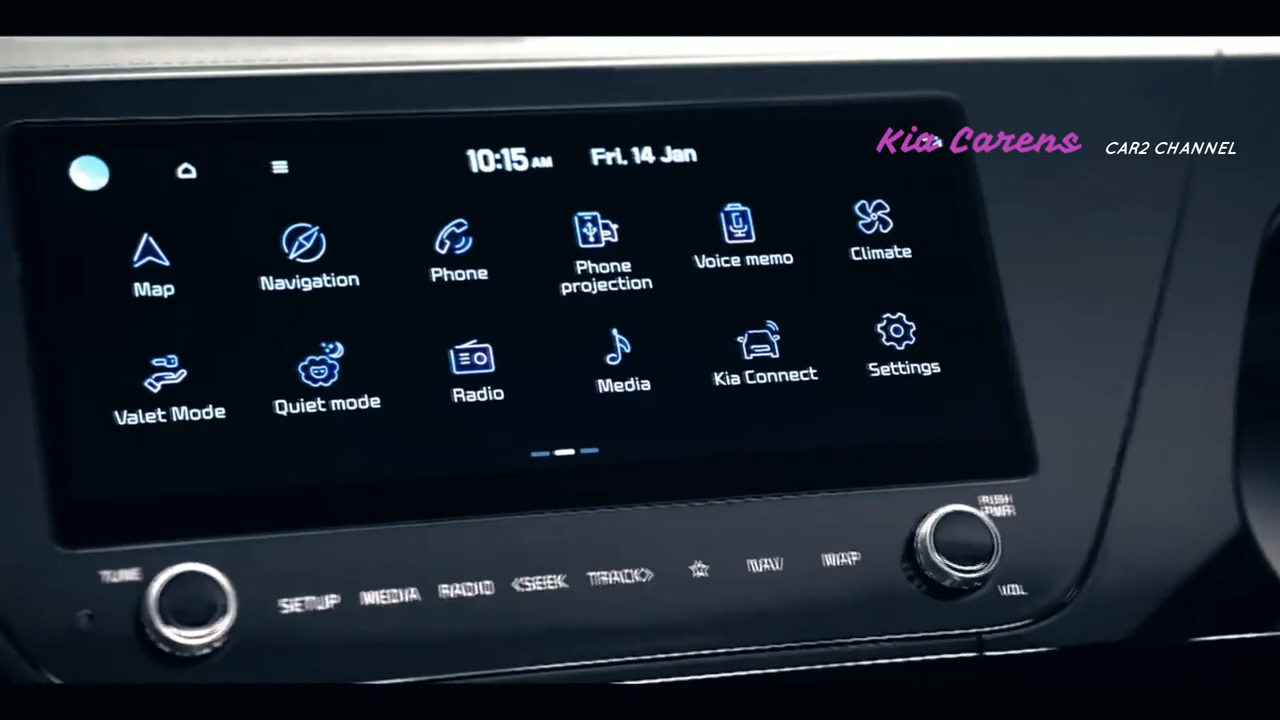 10:15 AM Fri. 14 Jan
Kia Carens CAR2 CHANNEL
Map Navigation Phone Phone projection Voice memo Climate
Valet Mode Quiet mode Radio Media Kia Connect Settings
TUNE SETUP MEDIA RADIO <SEEK TRACK> ☆ NAV MAP PUSH POWER VOL